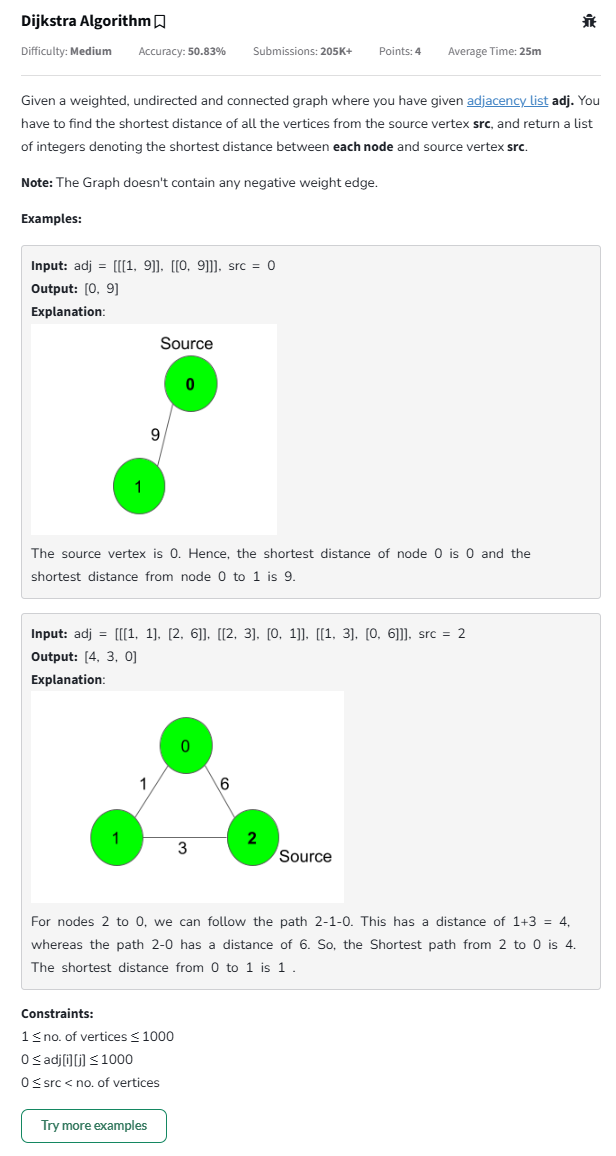 Dijkstra Algorithm
Difficulty: Medium Accuracy: 50.83% Submissions: 205K+ Points: 4 Average Time: 25m
Given a weighted, undirected and connected graph where you have given adjacency list adj. You
have to find the shortest distance of all the vertices from the source vertex src, and return a list
of integers denoting the shortest distance between each node and source vertex src.
Note: The Graph doesn't contain any negative weight edge.
Examples:
Input: adj = [[[1, 9]], [[0, 9]]], src = 0
Output: [0, 9]
Explanation:
Source
0
9
1
The source vertex is 0. Hence, the shortest distance of node 0 is 0 and the
shortest distance from node 0 to 1 is 9.
Input: adj = [[[1, 1], [2, 6]], [[2, 3], [0, 1]], [[1, 3], [0, 6]]], src = 2
Output: [4, 3, 0]
Explanation:
0
1 6
1 2
3 Source
For nodes 2 to 0, we can follow the path 2-1-0. This has a distance of 1+3 = 4,
whereas the path 2-0 has a distance of 6. So, the Shortest path from 2 to 0 is 4.
The shortest distance from 0 to 1 is 1 .
Constraints:
1 ≤ no. of vertices ≤ 1000
0 ≤ adj[i][j] ≤ 1000
0 ≤ src < no. of vertices
Try more examples